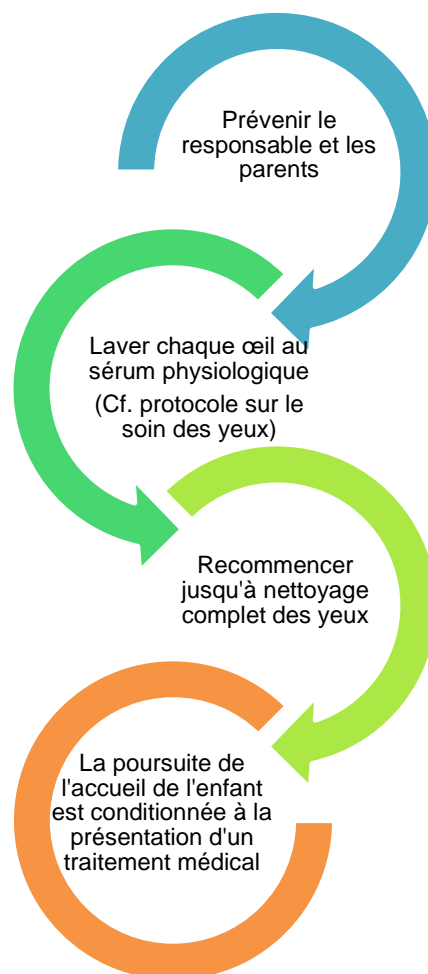 Prévenir le
responsable et les
parents
Laver chaque œil au
sérum physiologique
(Cf. protocole sur le
soin des yeux)
Recommencer
jusqu'à nettoyage
complet des yeux
La poursuite de
l'accueil de l'enfant
est conditionnée à la
présentation d'un
traitement médical